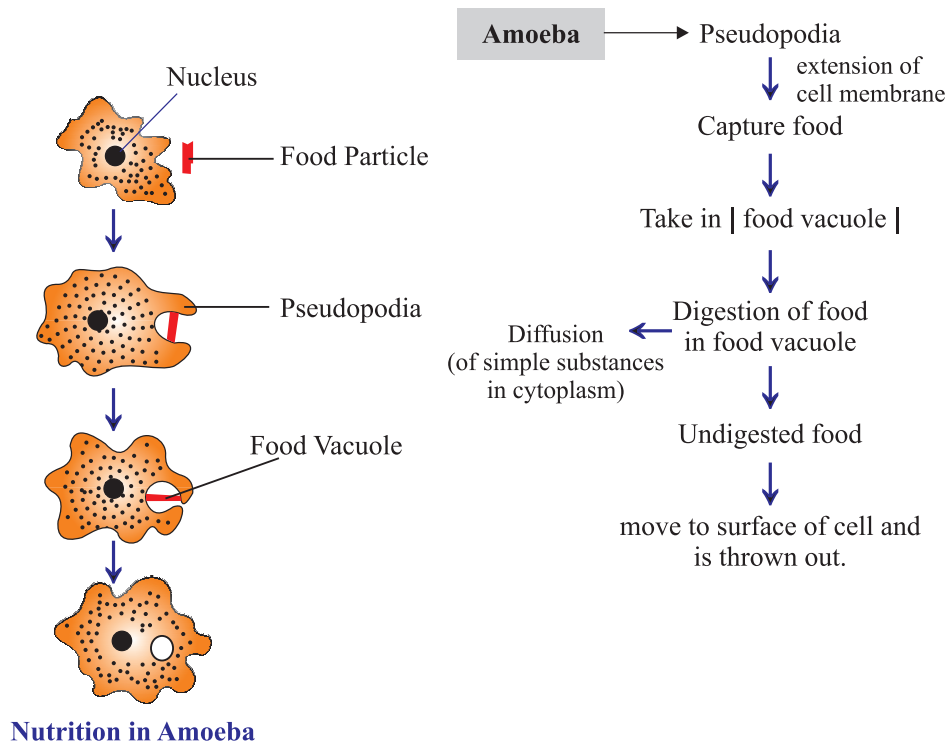 Nucleus
Food Particle
Pseudopodia
Food Vacuole
Nutrition in Amoeba
Amoeba
Pseudopodia
extension of
cell membrane
Capture food
Take in | food vacuole |
Digestion of food
in food vacuole
Diffusion
(of simple substances
in cytoplasm)
Undigested food
move to surface of cell and
is thrown out.